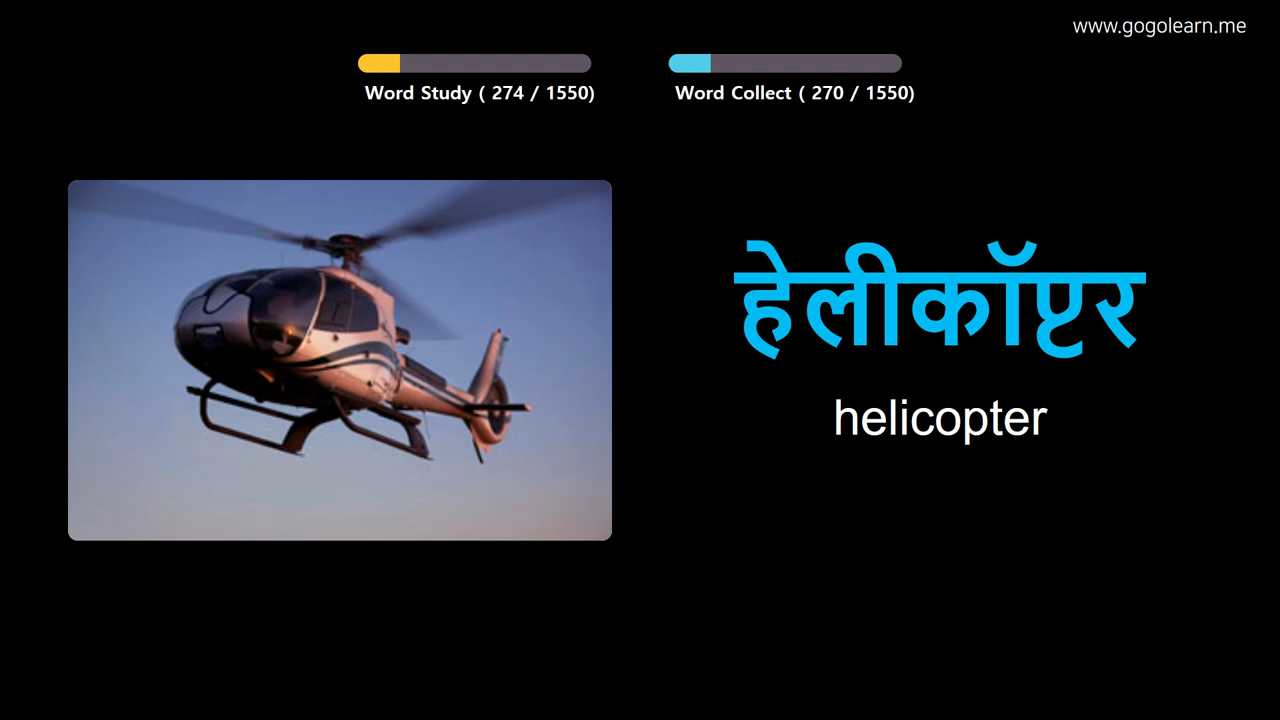 www.gogolearn.me
Word Study ( 274 / 1550)
Word Collect ( 270 / 1550)
हेलीकॉप्टर
helicopter